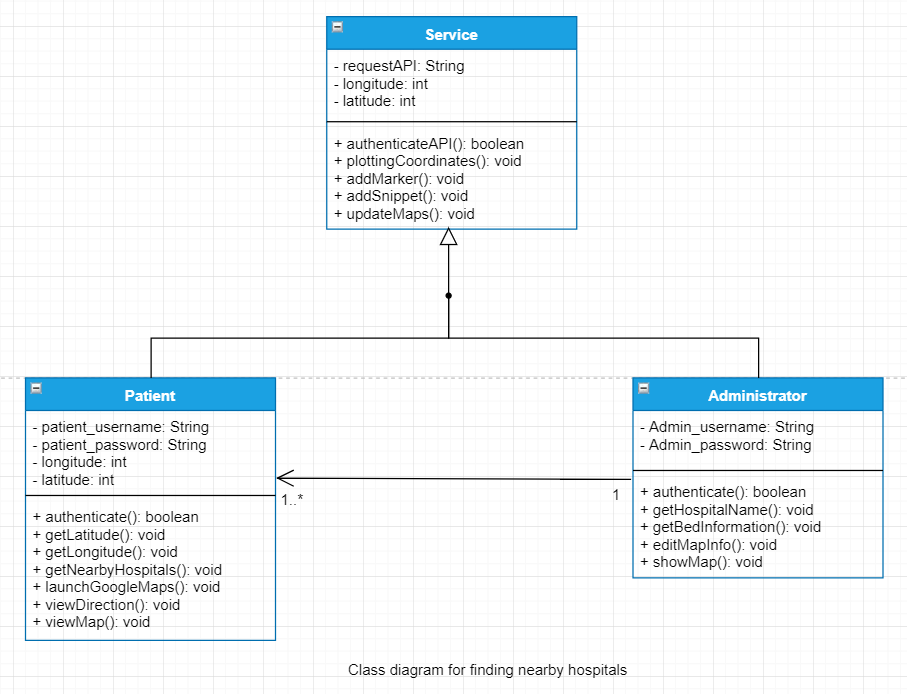 Service
- requestAPI: String
- longitude: int
- latitude: int
+ authenticateAPI(): boolean
+ plottingCoordinates(): void
+ addMarker(): void
+ addSnippet(): void
+ updateMaps(): void
Patient
- patient_username: String
- patient_password: String
- longitude: int
- latitude: int
+ authenticate(): boolean
+ getLatitude(): void
+ getLongitude(): void
+ getNearbyHospitals(): void
+ launchGoogleMaps(): void
+ viewDirection(): void
+ viewMap(): void
1..*
1
Administrator
- Admin_username: String
- Admin_password: String
+ authenticate(): boolean
+ getHospitalName(): void
+ getBedInformation(): void
+ editMapInfo(): void
+ showMap(): void
Class diagram for finding nearby hospitals